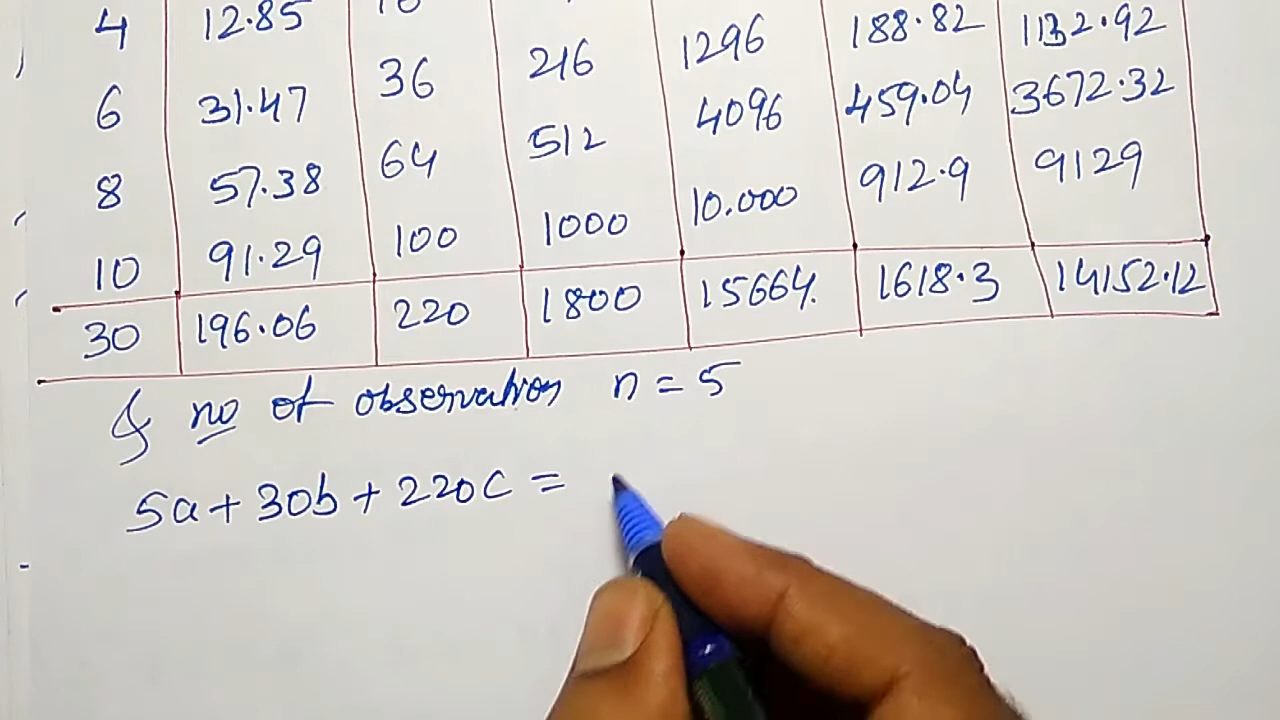 4 12.85 16 1296 188.82 1132.92
6 31.47 36 216 4096 459.04 3672.32
8 57.38 64 512 10.000 912.9 9129
10 91.29 100 1000
30 196.06 220 1800 15664. 1618.3 14152.12
& no of observation n = 5
5a + 30b + 220c =